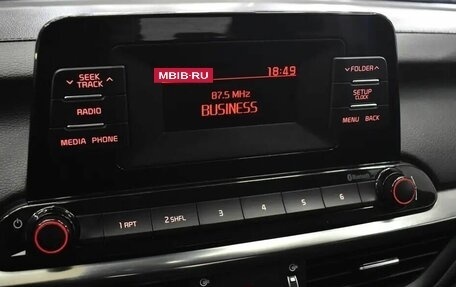 MBIB-RU
18:49
SEEK
TRACK
87.5 MHz
BUSINESS
FOLDER
SETUP
CLOCK
RADIO
MEDIA PHONE
MENU BACK
Bluetooth
1 RPT 2 SHFL 3 4 5 6